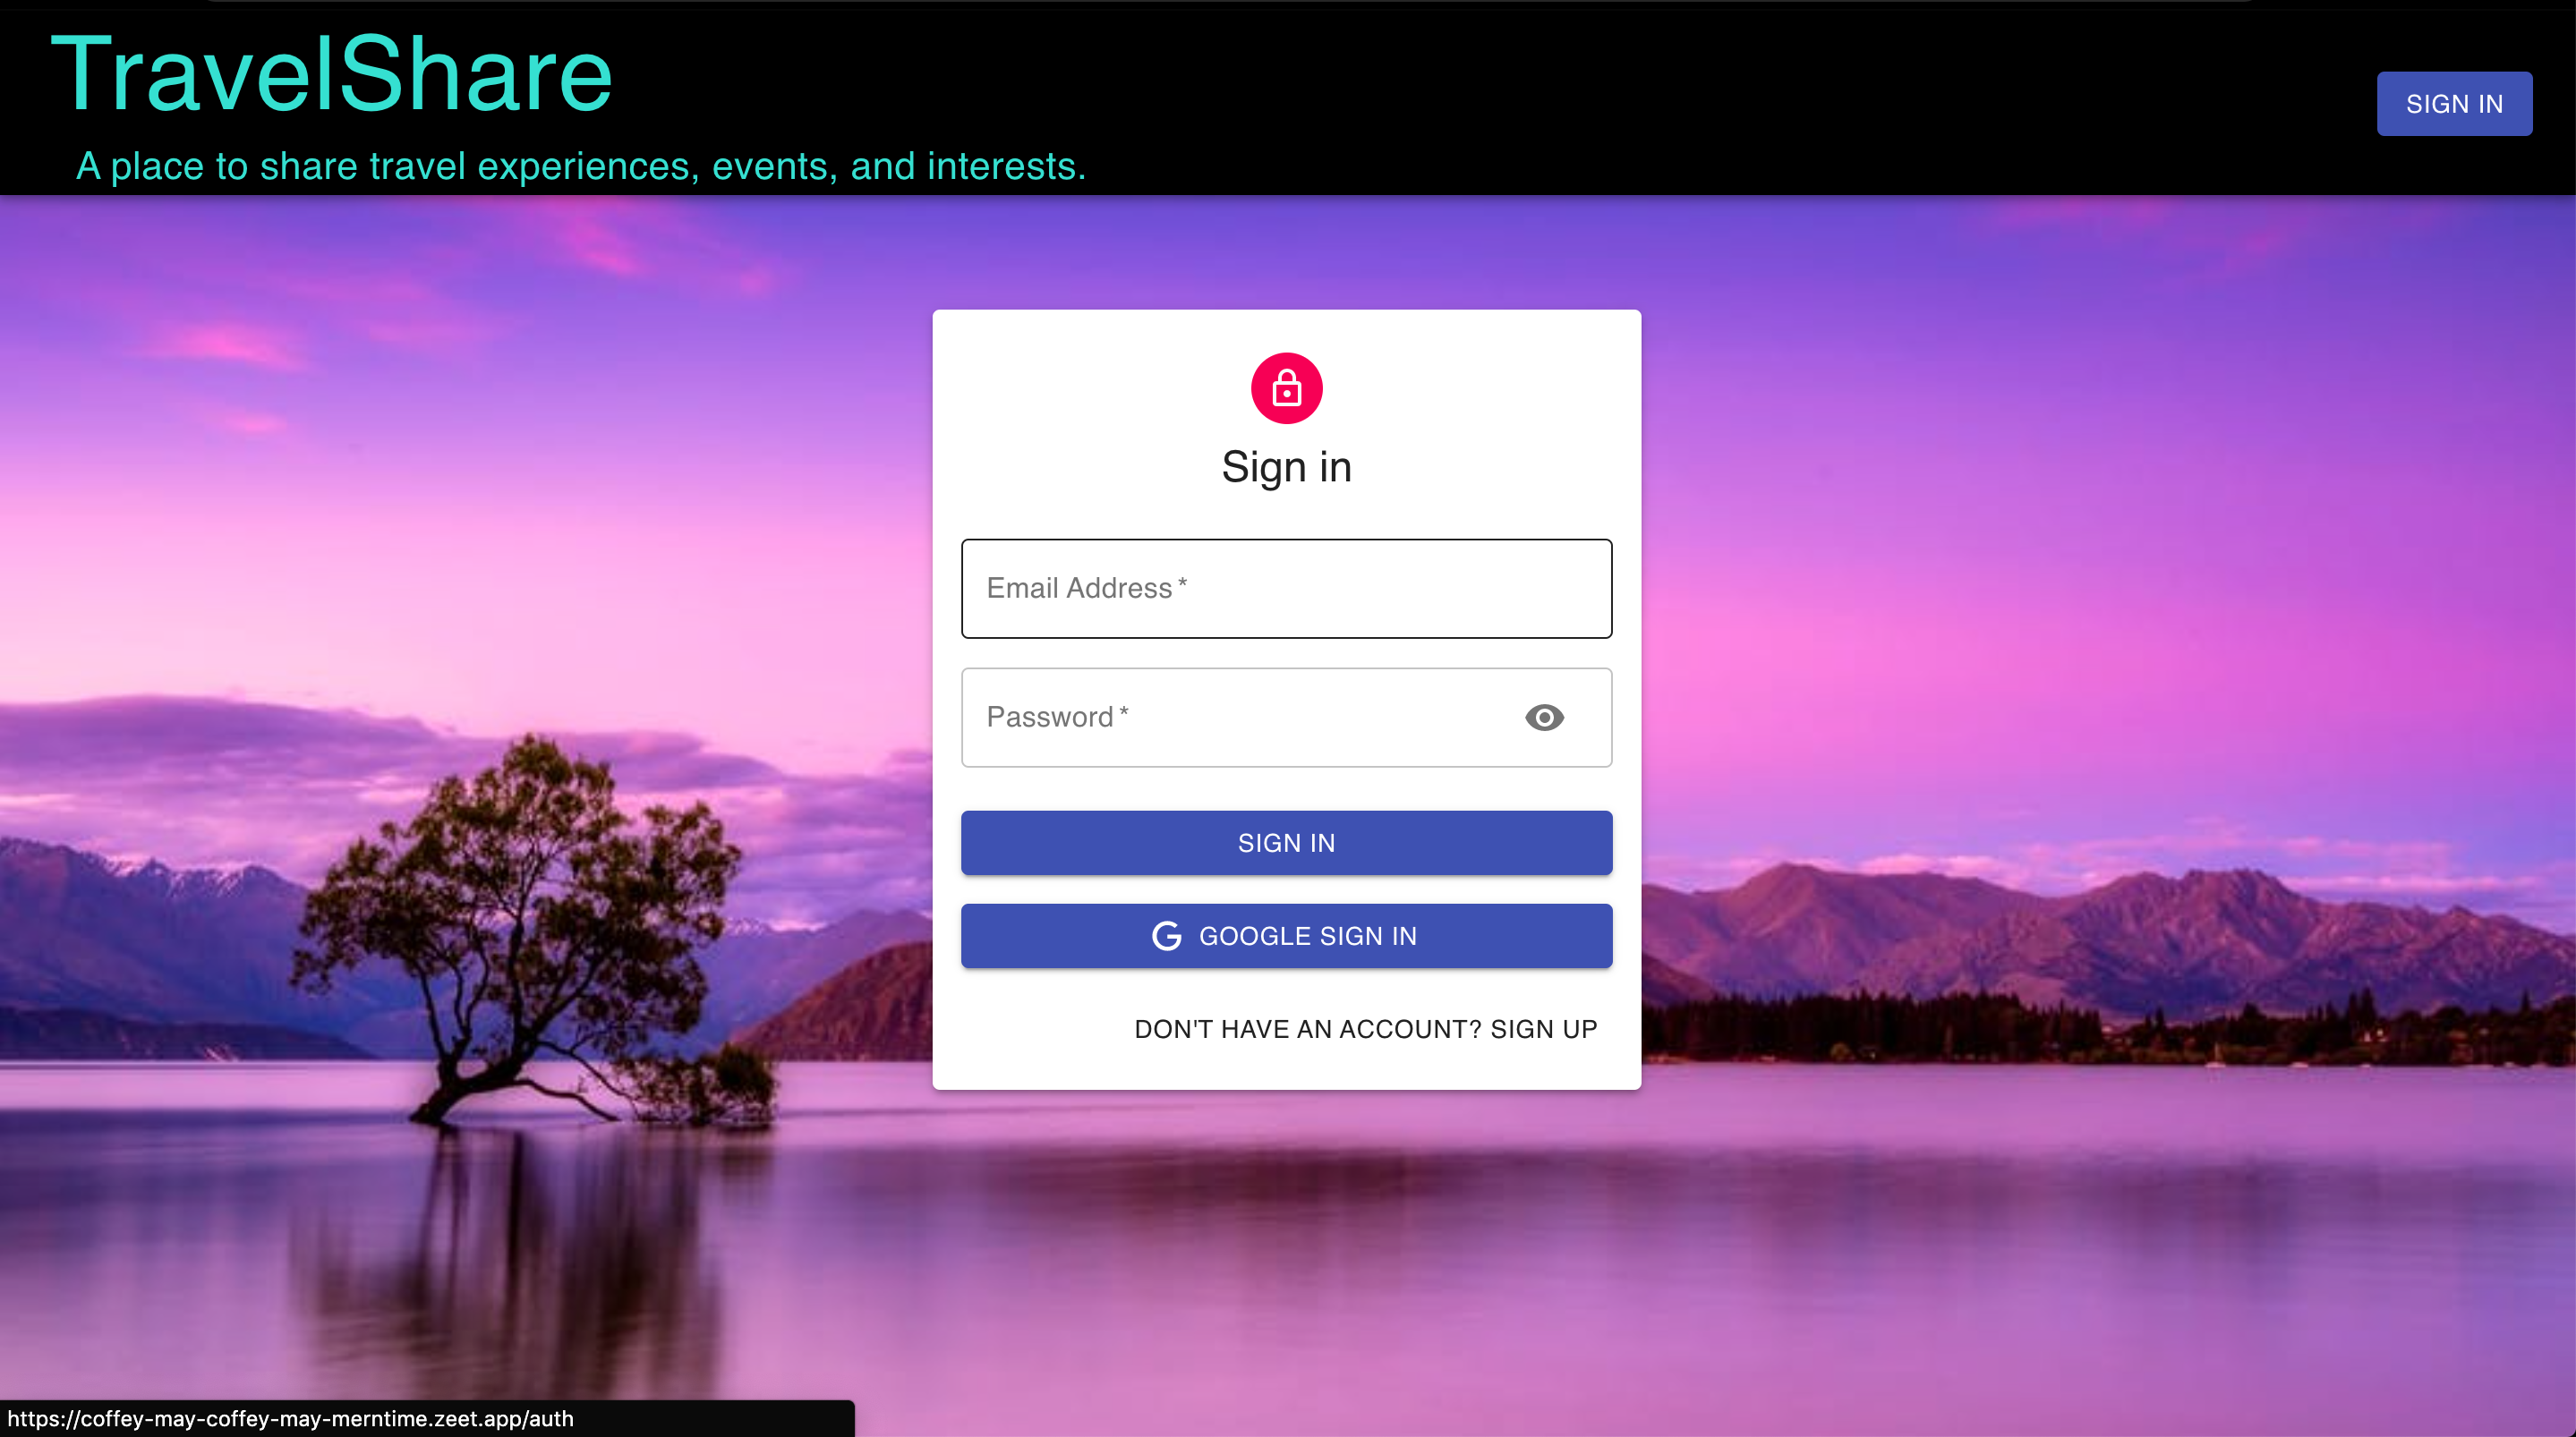 TravelShare
SIGN IN
A place to share travel experiences, events, and interests.
Sign in
Email Address *
Password *
SIGN IN
GOOGLE SIGN IN
DON'T HAVE AN ACCOUNT? SIGN UP
https://coffey-may-coffey-may-merntime.zeet.app/auth